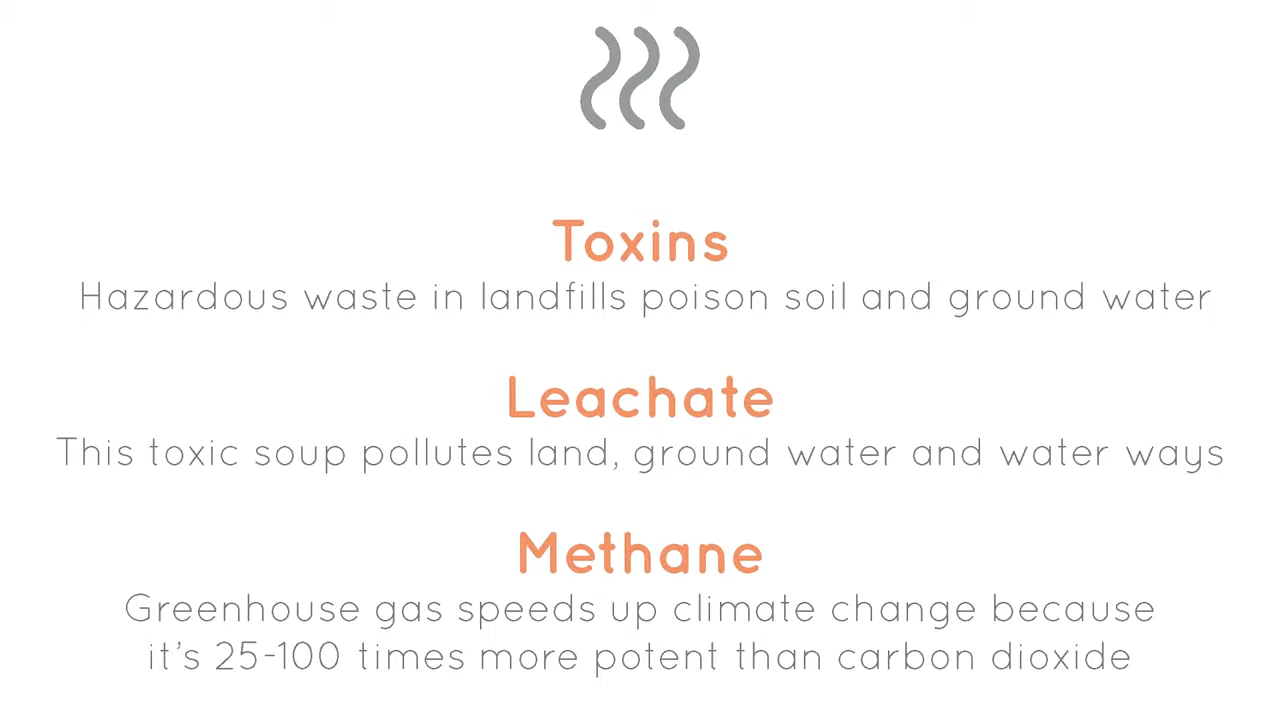 Toxins
Hazardous waste in landfills poison soil and ground water
Leachate
This toxic soup pollutes land, ground water and water ways
Methane
Greenhouse gas speeds up climate change because
it’s 25-100 times more potent than carbon dioxide